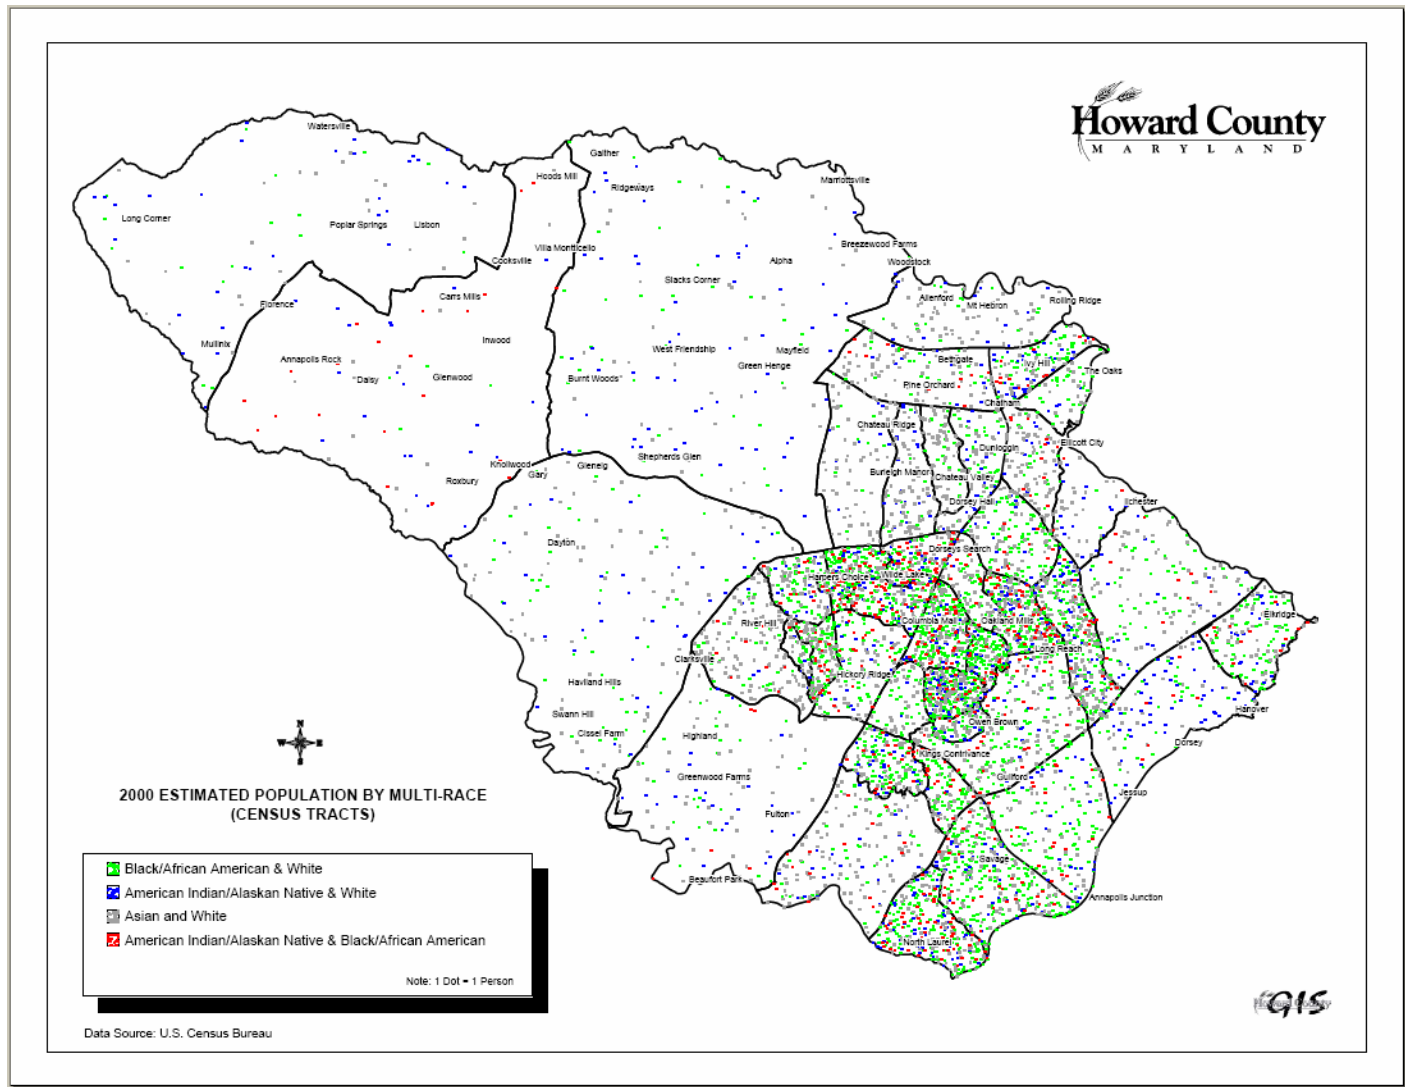 Howard County
MARYLAND
Watersville
Gaither
Hoods Mill
Ridgeways
Marriottsville
Long Corner
Poplar Springs
Lisbon
Villa Monticello
Breezewood Farms
Cooksville
Alpha
Woodstock
Slacks Corner
Florence
Carrs Mills
Allenford
Mt Hebron
Rolling Ridge
Mullinix
Inwood
West Friendship
Mayfield
Annapolis Rock
Bethgate
Ivy Hill
Green Henge
The Oaks
Daisy
Glenwood
Burnt Woods
Pine Orchard
Chatham
Chateau Ridge
Ellicott City
Dunloggin
Shepherds Glen
Knollwood
Glenelg
Gary
Burleigh Manor
Chateau Valley
Roxbury
Dorsey Hall
Ilchester
Dayton
Dorseys Search
Harpers Choice
Wilde Lake
Elkridge
River Hill
Columbia Mall
Oakland Mills
Long Reach
Clarksville
Hickory Ridge
Haviland Hills
Hanover
Swann Hill
Owen Brown
Cissel Farm
Highland
Dorsey
Kings Contrivance
Greenwood Farms
Guilford
Jessup
Fulton
Savage
Beaufort Park
Annapolis Junction
North Laurel
N
W
E
S
2000 ESTIMATED POPULATION BY MULTI-RACE
(CENSUS TRACTS)
Black/African American & White
American Indian/Alaskan Native & White
Asian and White
American Indian/Alaskan Native & Black/African American
Note: 1 Dot = 1 Person
Howard County
GIS
Data Source: U.S. Census Bureau